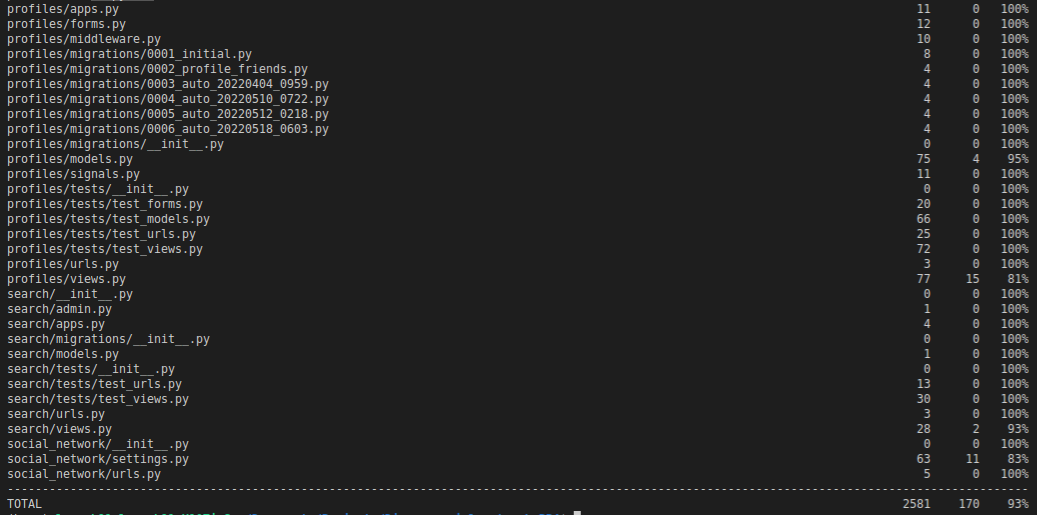 profiles/apps.py 11 0 100%
profiles/forms.py 12 0 100%
profiles/middleware.py 10 0 100%
profiles/migrations/0001_initial.py 8 0 100%
profiles/migrations/0002_profile_friends.py 4 0 100%
profiles/migrations/0003_auto_20220404_0959.py 4 0 100%
profiles/migrations/0004_auto_20220510_0722.py 4 0 100%
profiles/migrations/0005_auto_20220512_0218.py 4 0 100%
profiles/migrations/0006_auto_20220518_0603.py 4 0 100%
profiles/migrations/__init__.py 0 0 100%
profiles/models.py 75 4 95%
profiles/signals.py 11 0 100%
profiles/tests/__init__.py 0 0 100%
profiles/tests/test_forms.py 20 0 100%
profiles/tests/test_models.py 66 0 100%
profiles/tests/test_urls.py 25 0 100%
profiles/tests/test_views.py 72 0 100%
profiles/urls.py 3 0 100%
profiles/views.py 77 15 81%
search/__init__.py 0 0 100%
search/admin.py 1 0 100%
search/apps.py 4 0 100%
search/migrations/__init__.py 0 0 100%
search/models.py 1 0 100%
search/tests/__init__.py 0 0 100%
search/tests/test_urls.py 13 0 100%
search/tests/test_views.py 30 0 100%
search/urls.py 3 0 100%
search/views.py 28 2 93%
social_network/__init__.py 0 0 100%
social_network/settings.py 63 11 83%
social_network/urls.py 5 0 100%
TOTAL 2581 170 93%